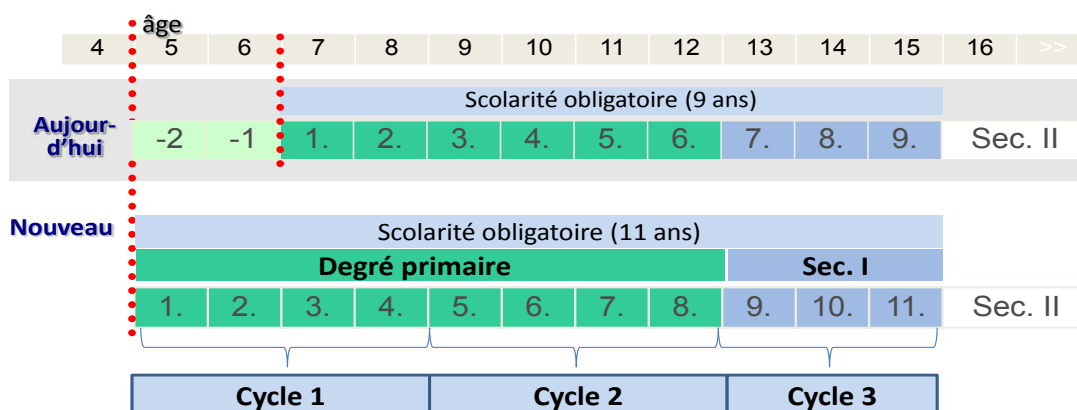 âge
4 5 6 7 8 9 10 11 12 13 14 15 16 >>
Scolarité obligatoire (9 ans)
Aujour-
d'hui
-2 -1 1. 2. 3. 4. 5. 6. 7. 8. 9. Sec. II
Nouveau
Scolarité obligatoire (11 ans)
Degré primaire Sec. I
1. 2. 3. 4. 5. 6. 7. 8. 9. 10. 11. Sec. II
Cycle 1 Cycle 2 Cycle 3